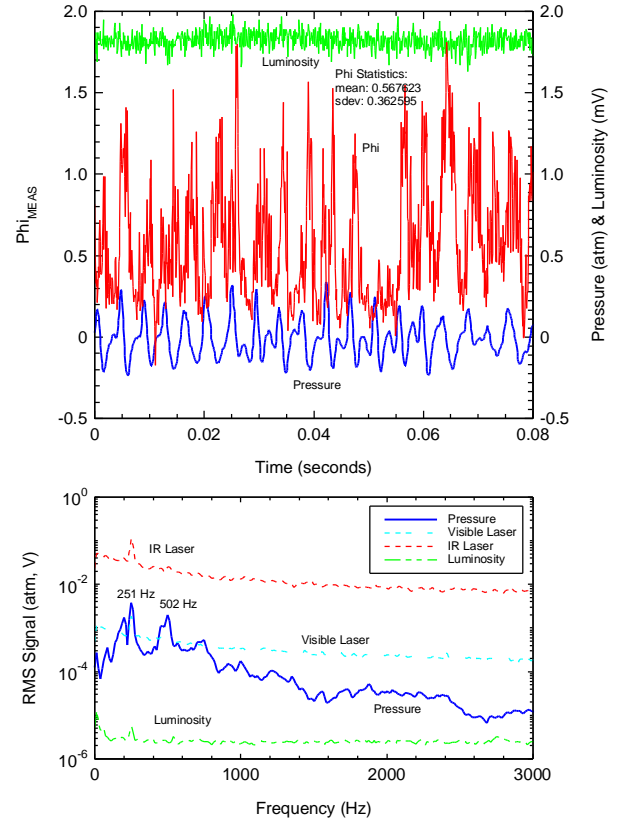 2.0
1.5
1.0
0.5
0
-0.5
Phi_MEAS
Luminosity
Phi Statistics:
mean: 0.567623
sdev: 0.362595
Phi
Pressure
2.0
1.5
1.0
0.5
0
-0.5
Pressure (atm) & Luminosity (mV)
0 0.02 0.04 0.06 0.08
Time (seconds)
10^0
10^-2
10^-4
10^-6
RMS Signal (atm, V)
Pressure
Visible Laser
IR Laser
Luminosity
IR Laser
251 Hz
502 Hz
Visible Laser
Pressure
Luminosity
0 1000 2000 3000
Frequency (Hz)